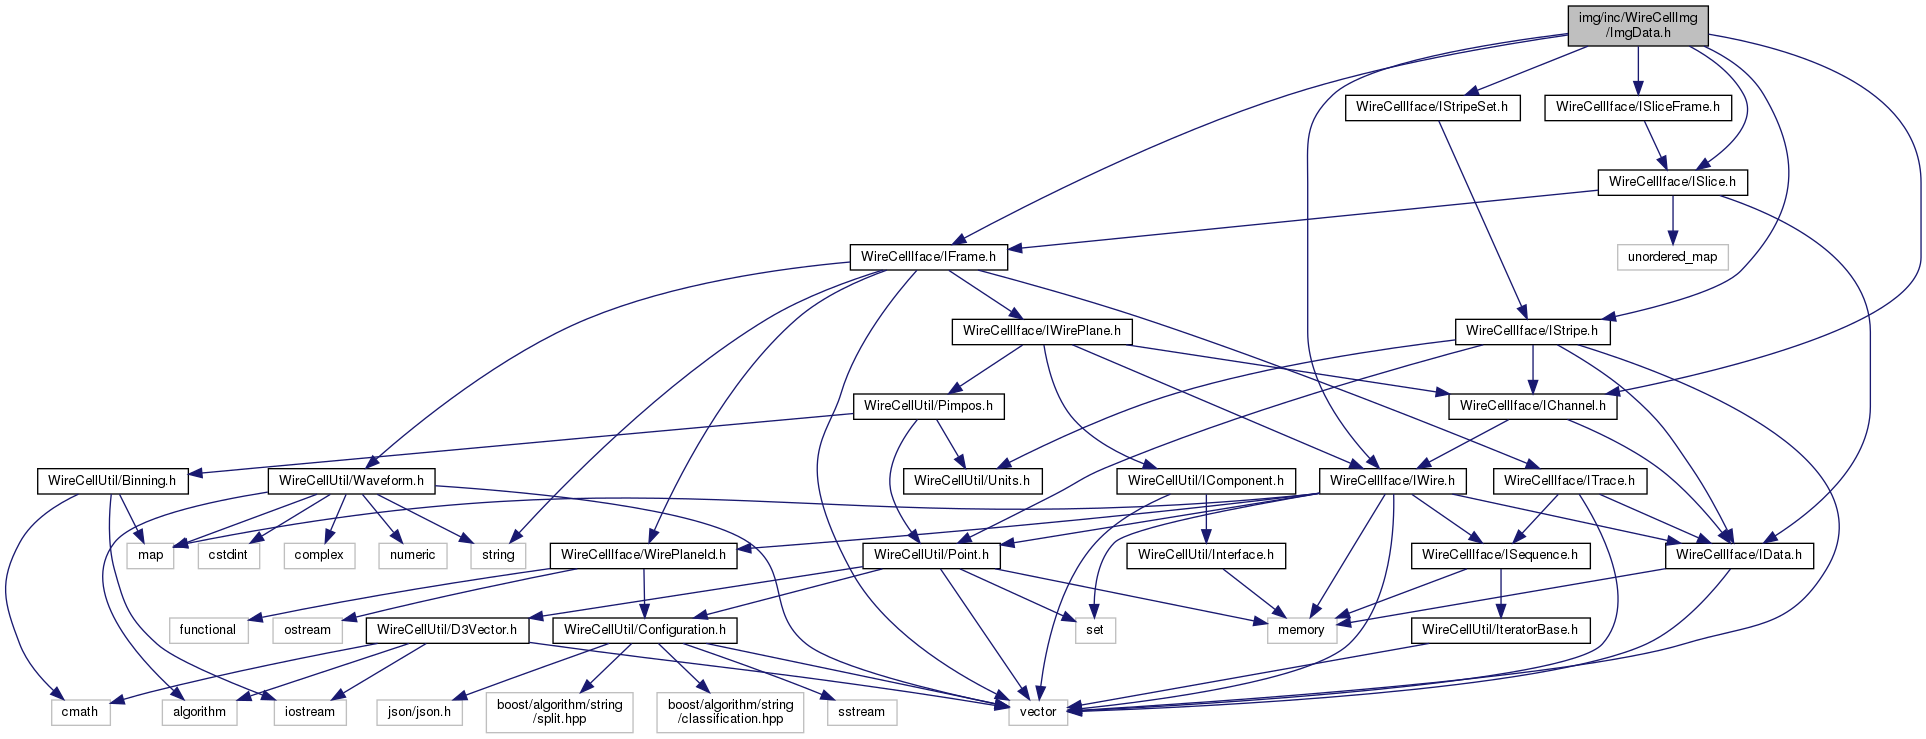 img/inc/WireCellImg
/ImgData.h
WireCellIface/IStripeSet.h
WireCellIface/ISliceFrame.h
WireCellIface/ISlice.h
WireCellIface/IFrame.h
unordered_map
WireCellIface/IWirePlane.h
WireCellIface/IStripe.h
WireCellUtil/Pimpos.h
WireCellIface/IChannel.h
WireCellUtil/Binning.h
WireCellUtil/Waveform.h
WireCellUtil/Units.h
WireCellUtil/IComponent.h
WireCellIface/IWire.h
WireCellIface/ITrace.h
map
cstdint
complex
numeric
string
WireCellIface/WirePlaneId.h
WireCellUtil/Point.h
WireCellUtil/Interface.h
WireCellIface/ISequence.h
WireCellIface/IData.h
functional
ostream
WireCellUtil/D3Vector.h
WireCellUtil/Configuration.h
set
memory
WireCellUtil/IteratorBase.h
cmath
algorithm
iostream
json/json.h
boost/algorithm/string
/split.hpp
boost/algorithm/string
/classification.hpp
sstream
vector